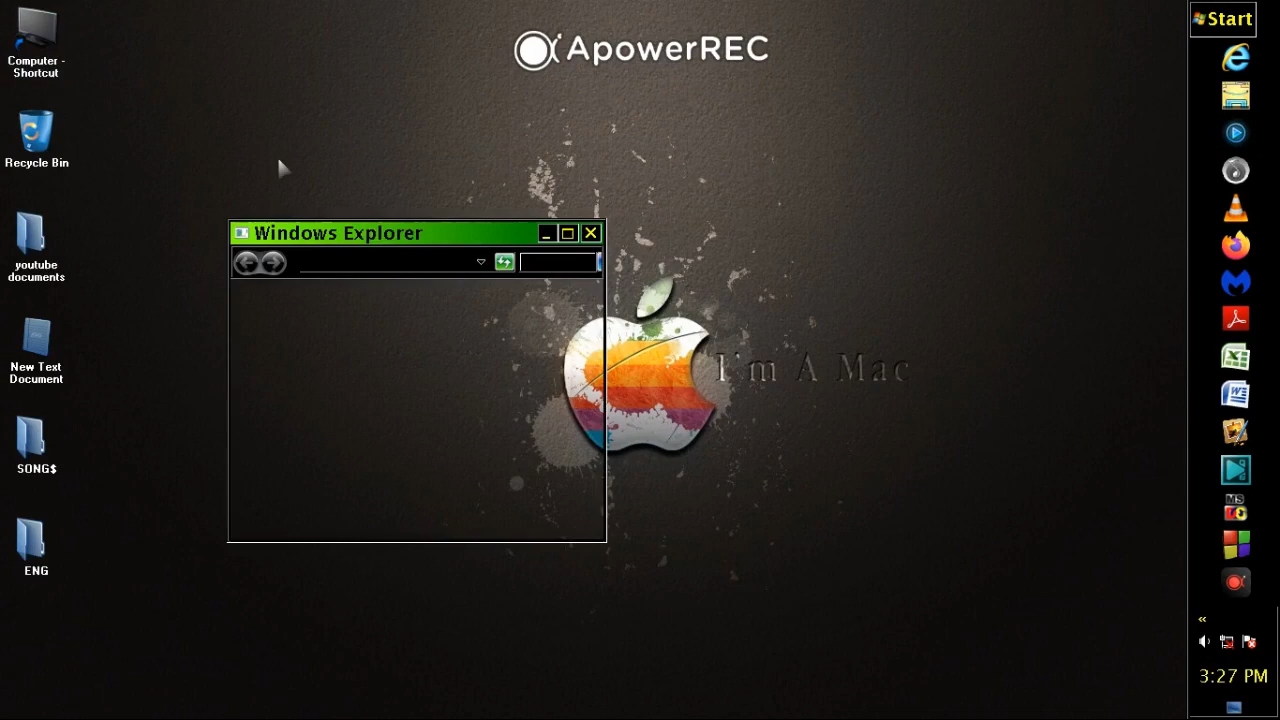 Computer -
Shortcut
Recycle Bin
youtube
documents
New Text
Document
SONG$
ENG
ApowerREC
Windows Explorer
I'm A Mac
Start
MS
«
3:27 PM